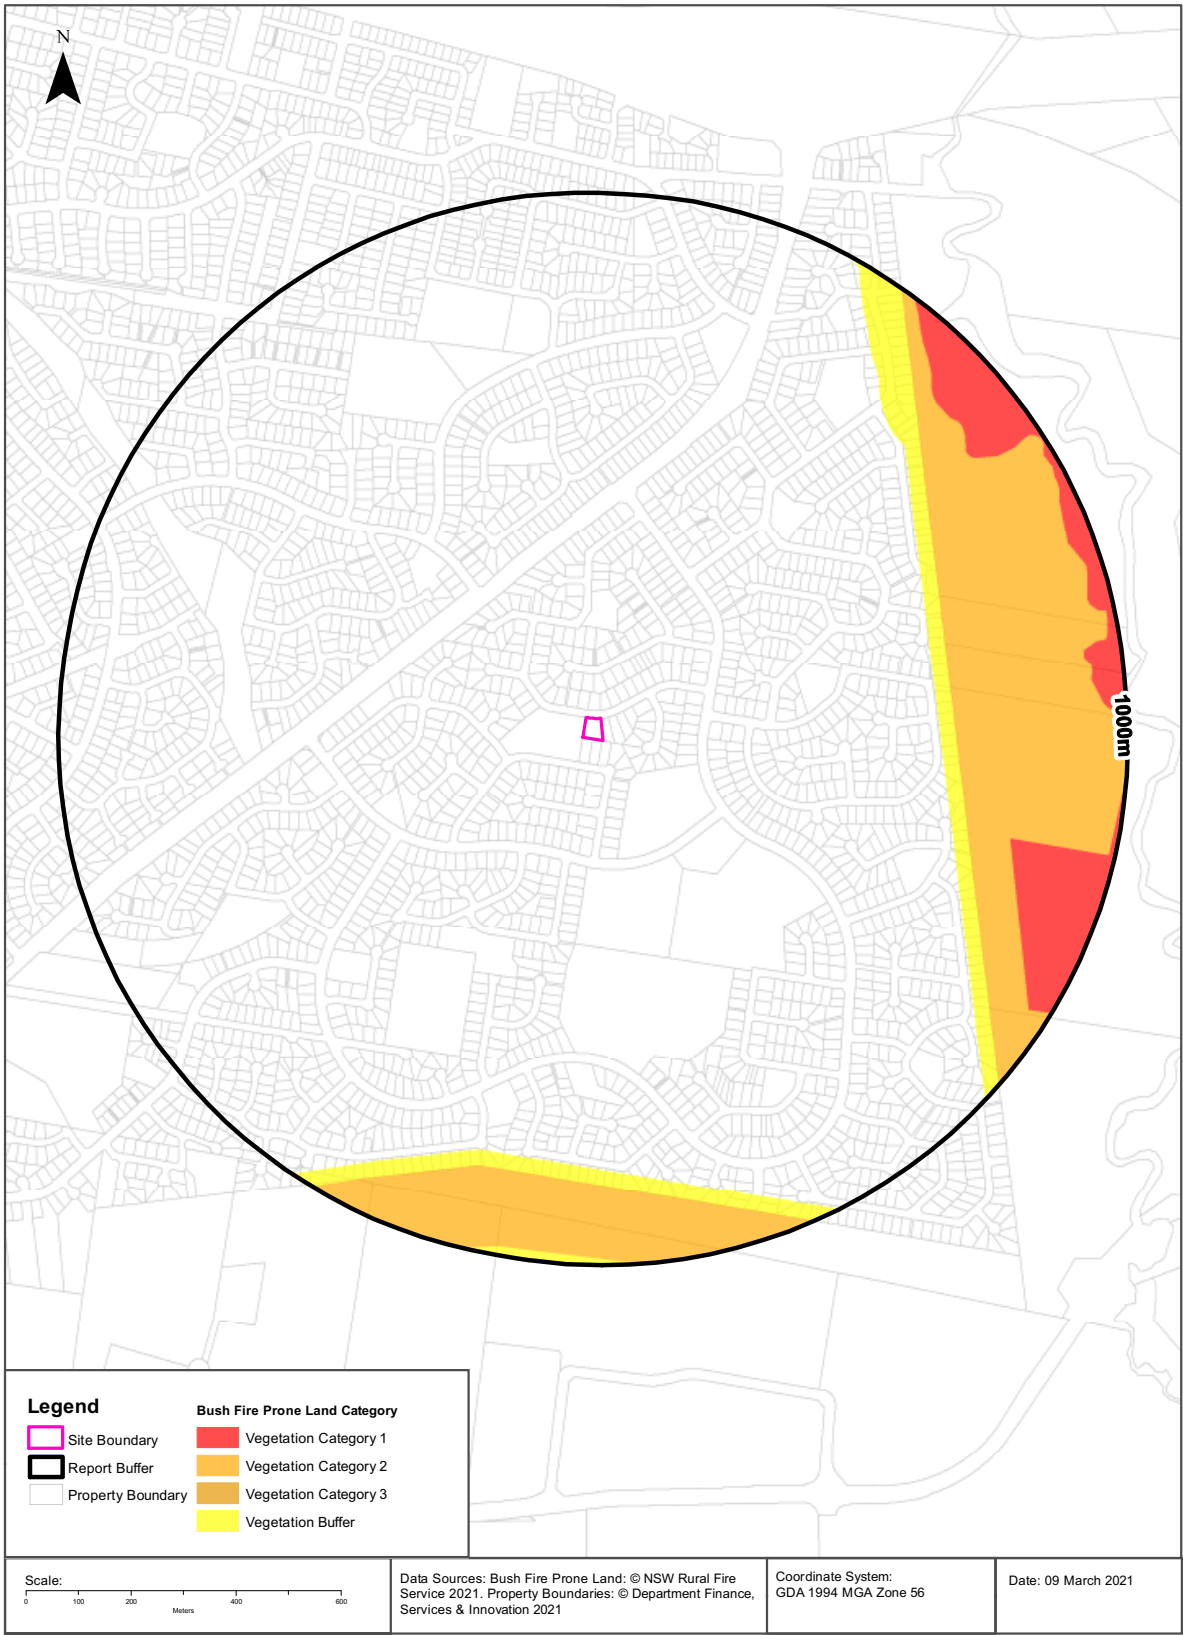 N
1000m
Legend
Site Boundary
Report Buffer
Property Boundary
Bush Fire Prone Land Category
Vegetation Category 1
Vegetation Category 2
Vegetation Category 3
Vegetation Buffer
Scale:
0 100 200 400 600
Meters
Data Sources: Bush Fire Prone Land: © NSW Rural Fire
Service 2021. Property Boundaries: © Department Finance,
Services & Innovation 2021
Coordinate System:
GDA 1994 MGA Zone 56
Date: 09 March 2021